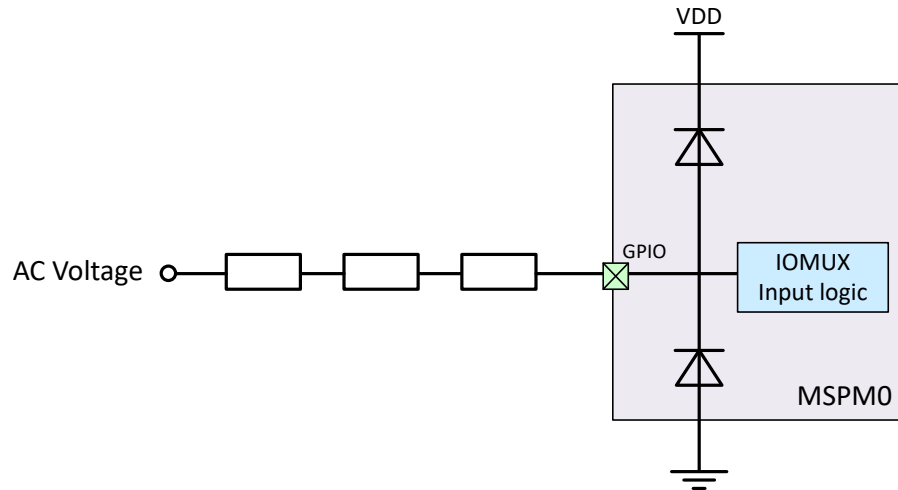 VDD
AC Voltage
GPIO
IOMUX
Input logic
MSPM0